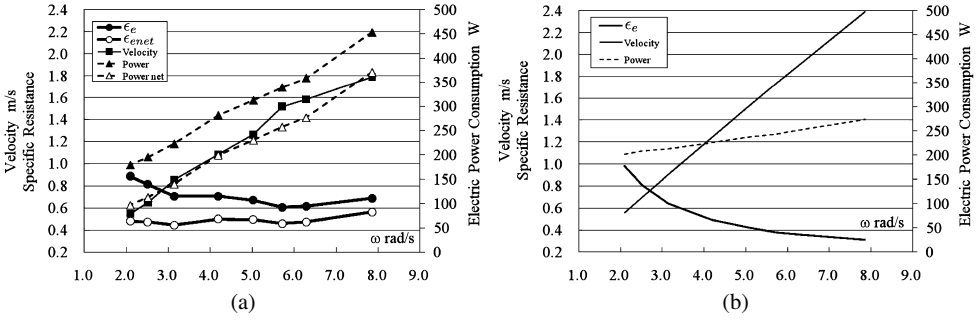 2.4
2.2
2.0
1.8
1.6
1.4
1.2
1.0
0.8
0.6
0.4
0.2
Velocity m/s
Specific Resistance
ϵe
ϵenet
Velocity
Power
Power net
500
450
400
350
300
250
200
150
100
50
0
Electric Power Consumption W
ω rad/s
1.0 2.0 3.0 4.0 5.0 6.0 7.0 8.0 9.0
(a)
2.4
2.2
2.0
1.8
1.6
1.4
1.2
1.0
0.8
0.6
0.4
0.2
Velocity m/s
Specific Resistance
ϵe
Velocity
Power
500
450
400
350
300
250
200
150
100
50
0
Electric Power Consumption W
ω rad/s
1.0 2.0 3.0 4.0 5.0 6.0 7.0 8.0 9.0
(b)